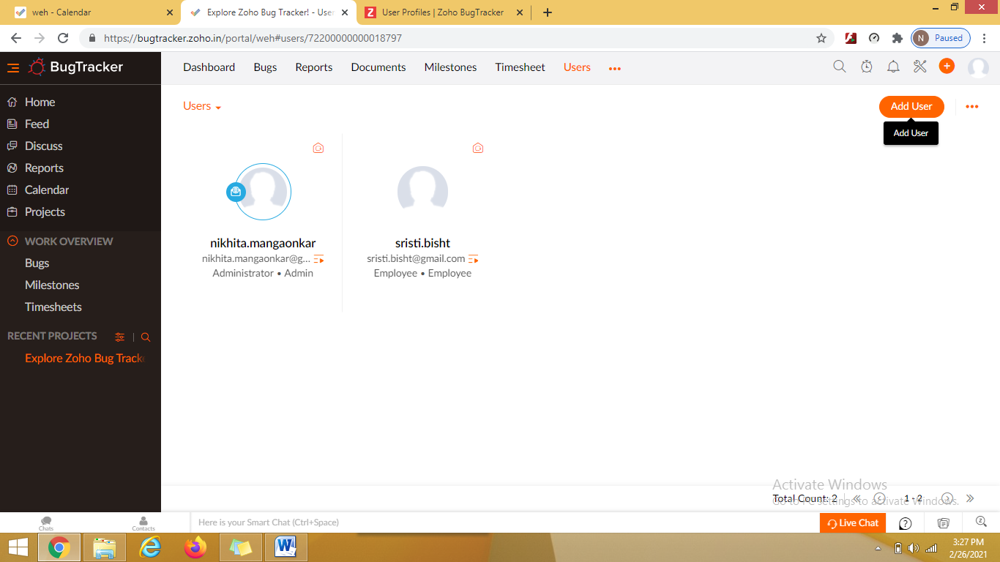 weh - Calendar
Explore Zoho Bug Tracker! - User
User Profiles | Zoho BugTracker
https://bugtracker.zoho.in/portal/weh#users/72200000000018797
N Paused
BugTracker
Dashboard Bugs Reports Documents Milestones Timesheet Users
Home
Feed
Discuss
Reports
Calendar
Projects
WORK OVERVIEW
Bugs
Milestones
Timesheets
RECENT PROJECTS
Explore Zoho Bug Tracke
Users
Add User
Add User
nikhita.mangaonkar
nikhita.mangaonkar@g...
Administrator • Admin
sristi.bisht
sristi.bisht@gmail.com
Employee • Employee
Activate Windows
Go to PC settings to activate Windows.
Total Count: 2
1 - 2
Chats
Contacts
Here is your Smart Chat (Ctrl+Space)
Live Chat
3:27 PM
2/26/2021